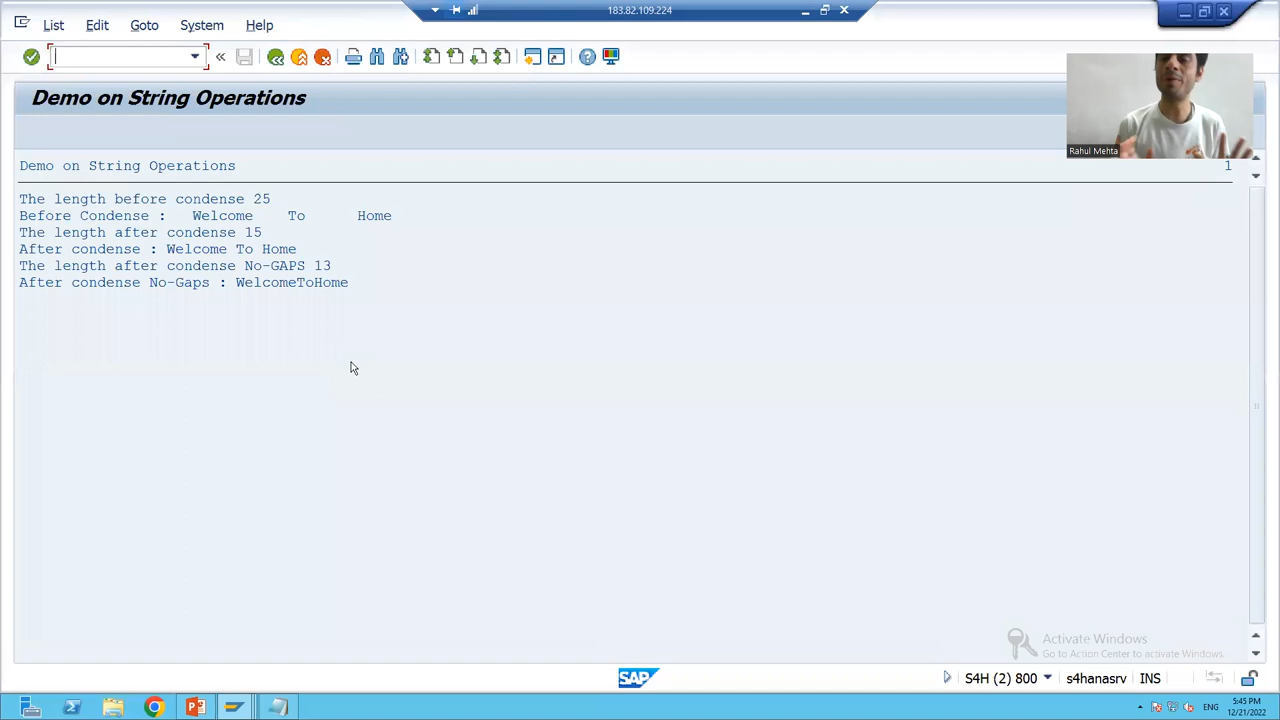 183.82.109.224
List Edit Goto System Help
Demo on String Operations
Rahul Mehta
Demo on String Operations 1
The length before condense 25
Before Condense :   Welcome    To      Home
The length after condense 15
After condense : Welcome To Home
The length after condense No-GAPS 13
After condense No-Gaps : WelcomeToHome
Activate Windows
Go to Action Center to activate Windows.
SAP
S4H (2) 800 s4hanasrv INS
ENG
5:45 PM
12/21/2022